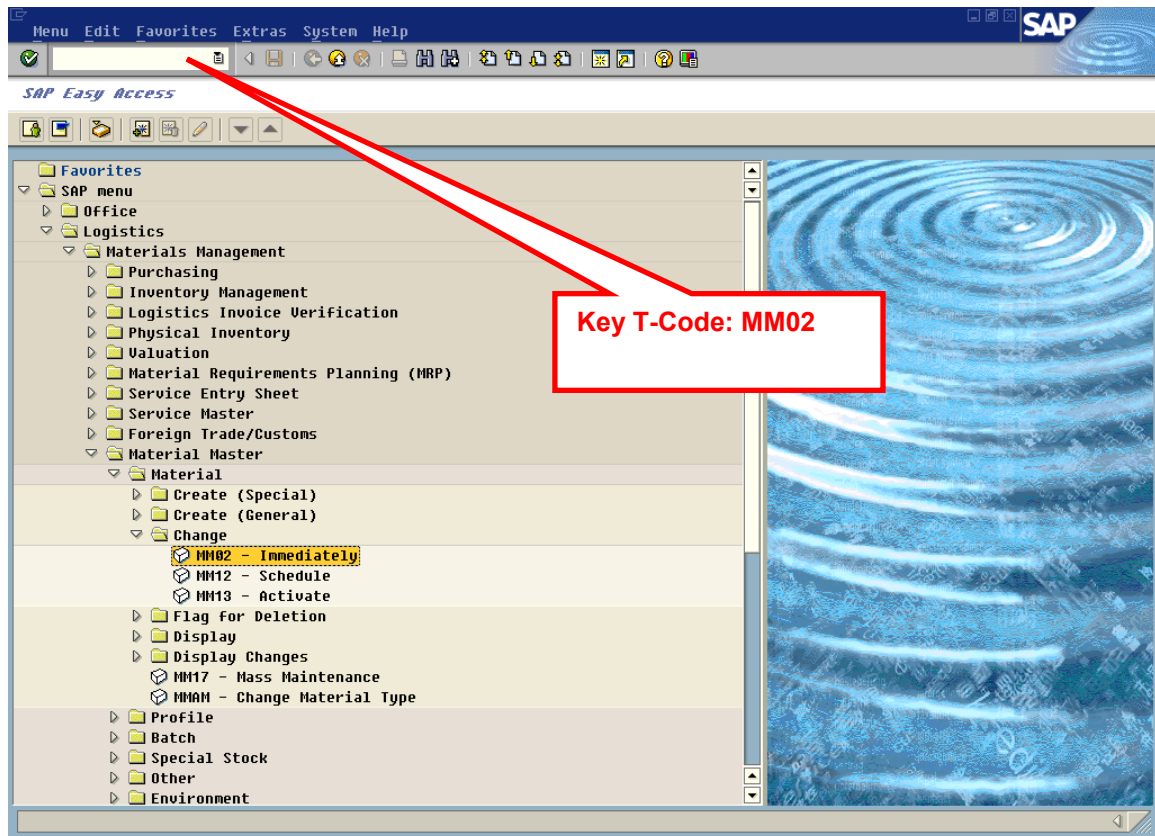 Menu Edit Favorites Extras System Help
SAP
SAP Easy Access
Favorites
SAP menu
Office
Logistics
Materials Management
Purchasing
Inventory Management
Logistics Invoice Verification
Physical Inventory
Valuation
Material Requirements Planning (MRP)
Service Entry Sheet
Service Master
Foreign Trade/Customs
Material Master
Material
Create (Special)
Create (General)
Change
MM02 - Immediately
MM12 - Schedule
MM13 - Activate
Flag for Deletion
Display
Display Changes
MM17 - Mass Maintenance
MMAM - Change Material Type
Profile
Batch
Special Stock
Other
Environment
Key T-Code: MM02